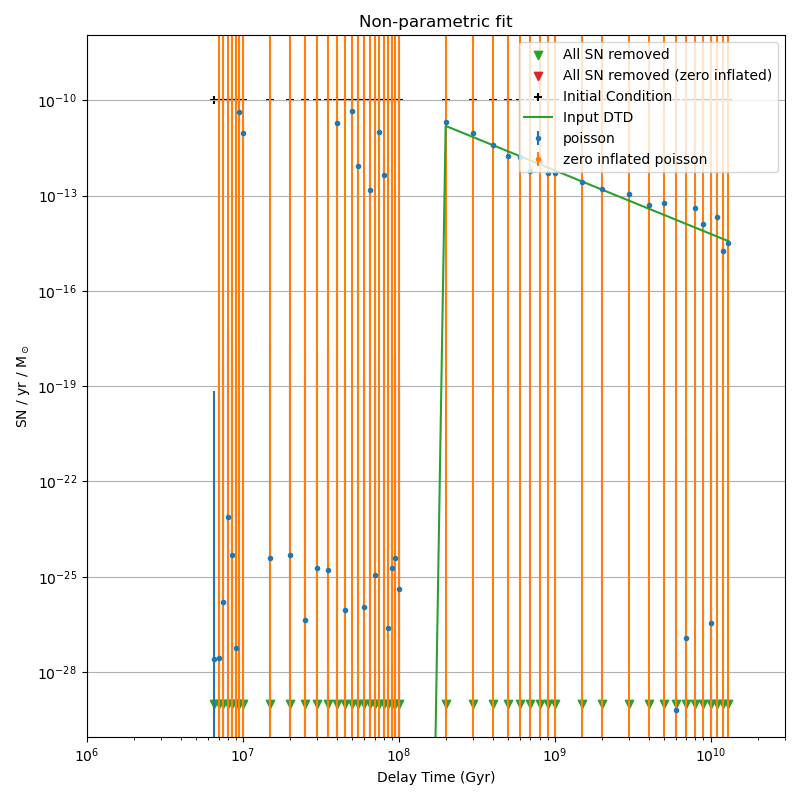 Non-parametric fit
All SN removed
All SN removed (zero inflated)
Initial Condition
Input DTD
poisson
zero inflated poisson
SN / yr / M⊙
10⁻¹⁰
10⁻¹³
10⁻¹⁶
10⁻¹⁹
10⁻²²
10⁻²⁵
10⁻²⁸
10⁶ 10⁷ 10⁸ 10⁹ 10¹⁰
Delay Time (Gyr)